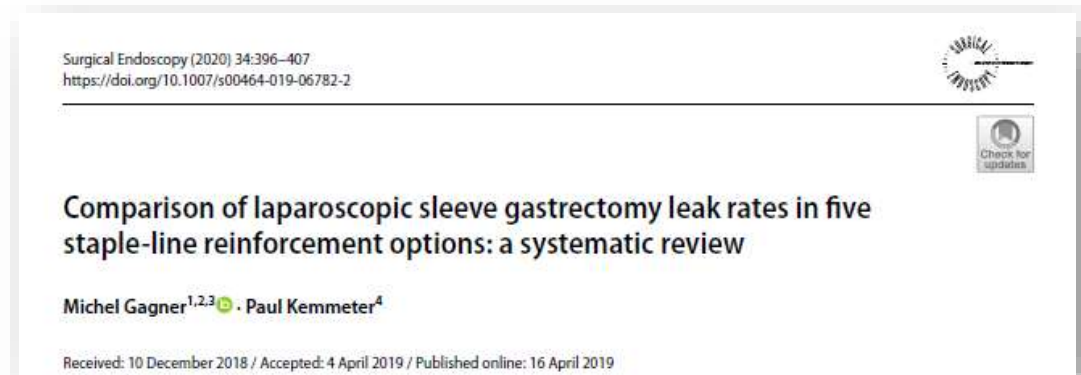 Surgical Endoscopy (2020) 34:396–407
https://doi.org/10.1007/s00464-019-06782-2
SURGICAL
ENDOSCOPY
Check for
updates
Comparison of laparoscopic sleeve gastrectomy leak rates in five
staple-line reinforcement options: a systematic review
Michel Gagner1,2,3 · Paul Kemmeter4
Received: 10 December 2018 / Accepted: 4 April 2019 / Published online: 16 April 2019